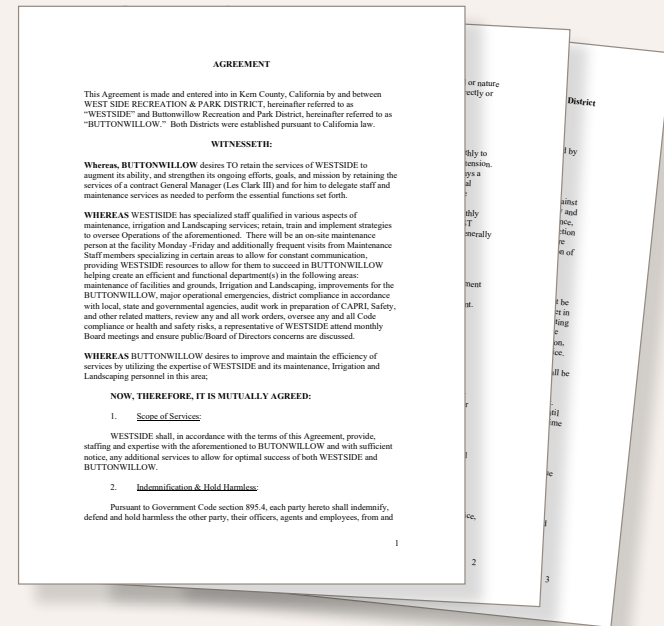 AGREEMENT
This Agreement is made and entered into in Kern County, California by and between
WEST SIDE RECREATION & PARK DISTRICT, hereinafter referred to as
“WESTSIDE” and Buttonwillow Recreation and Park District, hereinafter referred to as
“BUTTONWILLOW.” Both Districts were established pursuant to California law.
WITNESSETH:
Whereas, BUTTONWILLOW desires TO retain the services of WESTSIDE to
augment its ability, and strengthen its ongoing efforts, goals, and mission by retaining the
services of a contract General Manager (Les Clark III) and for him to delegate staff and
maintenance services as needed to perform the essential functions set forth.
WHEREAS WESTISIDE has specialized staff qualified in various aspects of
maintenance, irrigation and Landscaping services; retain, train and implement strategies
to oversee Operations of the aforementioned. There will be an on-site maintenance
person at the facility Monday -Friday and additionally frequent visits from Maintenance
Staff members specializing in certain areas to allow for constant communication,
providing WESTSIDE resources to allow for them to succeed in BUTTONWILLOW
helping create an efficient and functional department(s) in the following areas:
maintenance of facilities and grounds, Irrigation and Landscaping, improvements for the
BUTTONWILLOW, major operational emergencies, district compliance in accordance
with local, state and governmental agencies, audit work in preparation of CAPRI, Safety,
and other related matters, review any and all work orders, oversee any and all Code
compliance or health and safety risks, a representative of WESTSIDE attend monthly
Board meetings and ensure public/Board of Directors concerns are discussed.
WHEREAS BUTTONWILLOW desires to improve and maintain the efficiency of
services by utilizing the expertise of WESTSIDE and its maintenance, Irrigation and
Landscaping personnel in this area;
NOW, THEREFORE, IT IS MUTUALLY AGREED:
1. Scope of Services:
WESTSIDE shall, in accordance with the terms of this Agreement, provide,
staffing and expertise with the aforementioned to BUTONWILLOW and with sufficient
notice, any additional services to allow for optimal success of both WESTSIDE and
BUTTONWILLOW.
2. Indemnification & Hold Harmless:
Pursuant to Government Code section 895.4, each party hereto shall indemnify,
defend and hold harmless the other party, their officers, agents and employees, from and
1
or nature
2
District
by
and
of
be
in
3